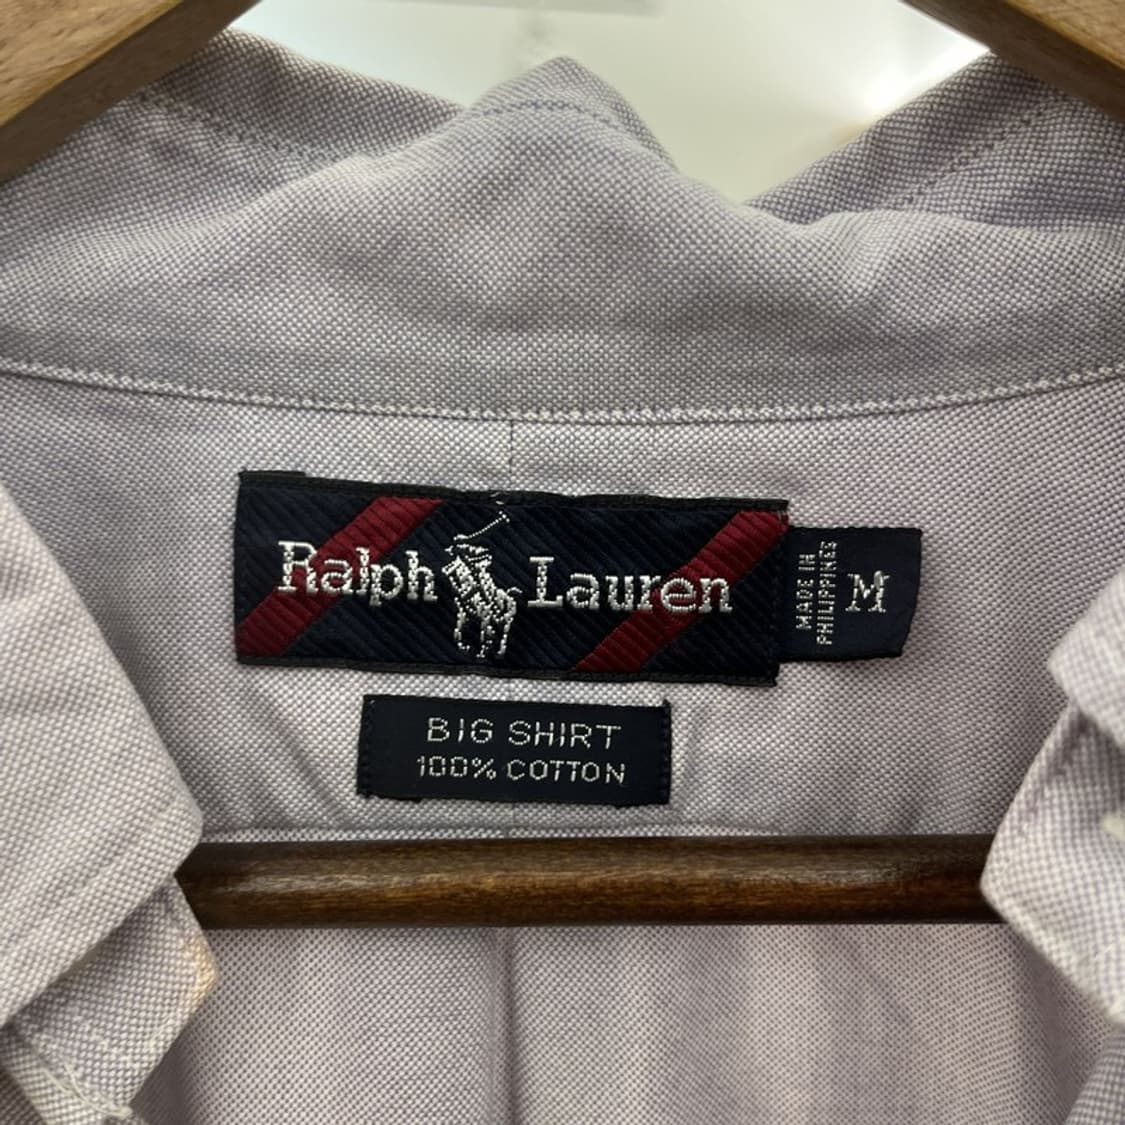 Ralph Lauren
MADE IN
PHILIPPINES
M
BIG SHIRT
100% COTTON